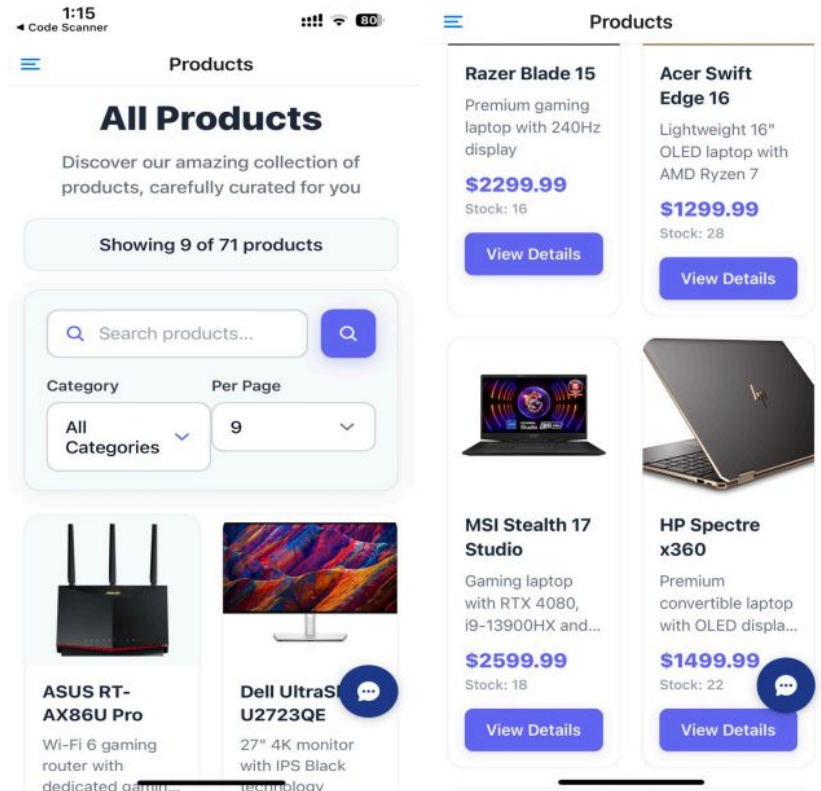 1:15
◀ Code Scanner
80
Products
All Products
Discover our amazing collection of
products, carefully curated for you
Showing 9 of 71 products
Search products...
Category
Per Page
All
Categories
9
ASUS RT-
AX86U Pro
Wi-Fi 6 gaming
router with
dedicated gamin...
Dell UltraS
U2723QE
27" 4K monitor
with IPS Black
technology
Products
Razer Blade 15
Premium gaming
laptop with 240Hz
display
$2299.99
Stock: 16
View Details
Acer Swift
Edge 16
Lightweight 16"
OLED laptop with
AMD Ryzen 7
$1299.99
Stock: 28
View Details
MSI Stealth 17
Studio
Gaming laptop
with RTX 4080,
i9-13900HX and...
$2599.99
Stock: 18
View Details
HP Spectre
x360
Premium
convertible laptop
with OLED displa...
$1499.99
Stock: 22
View Details